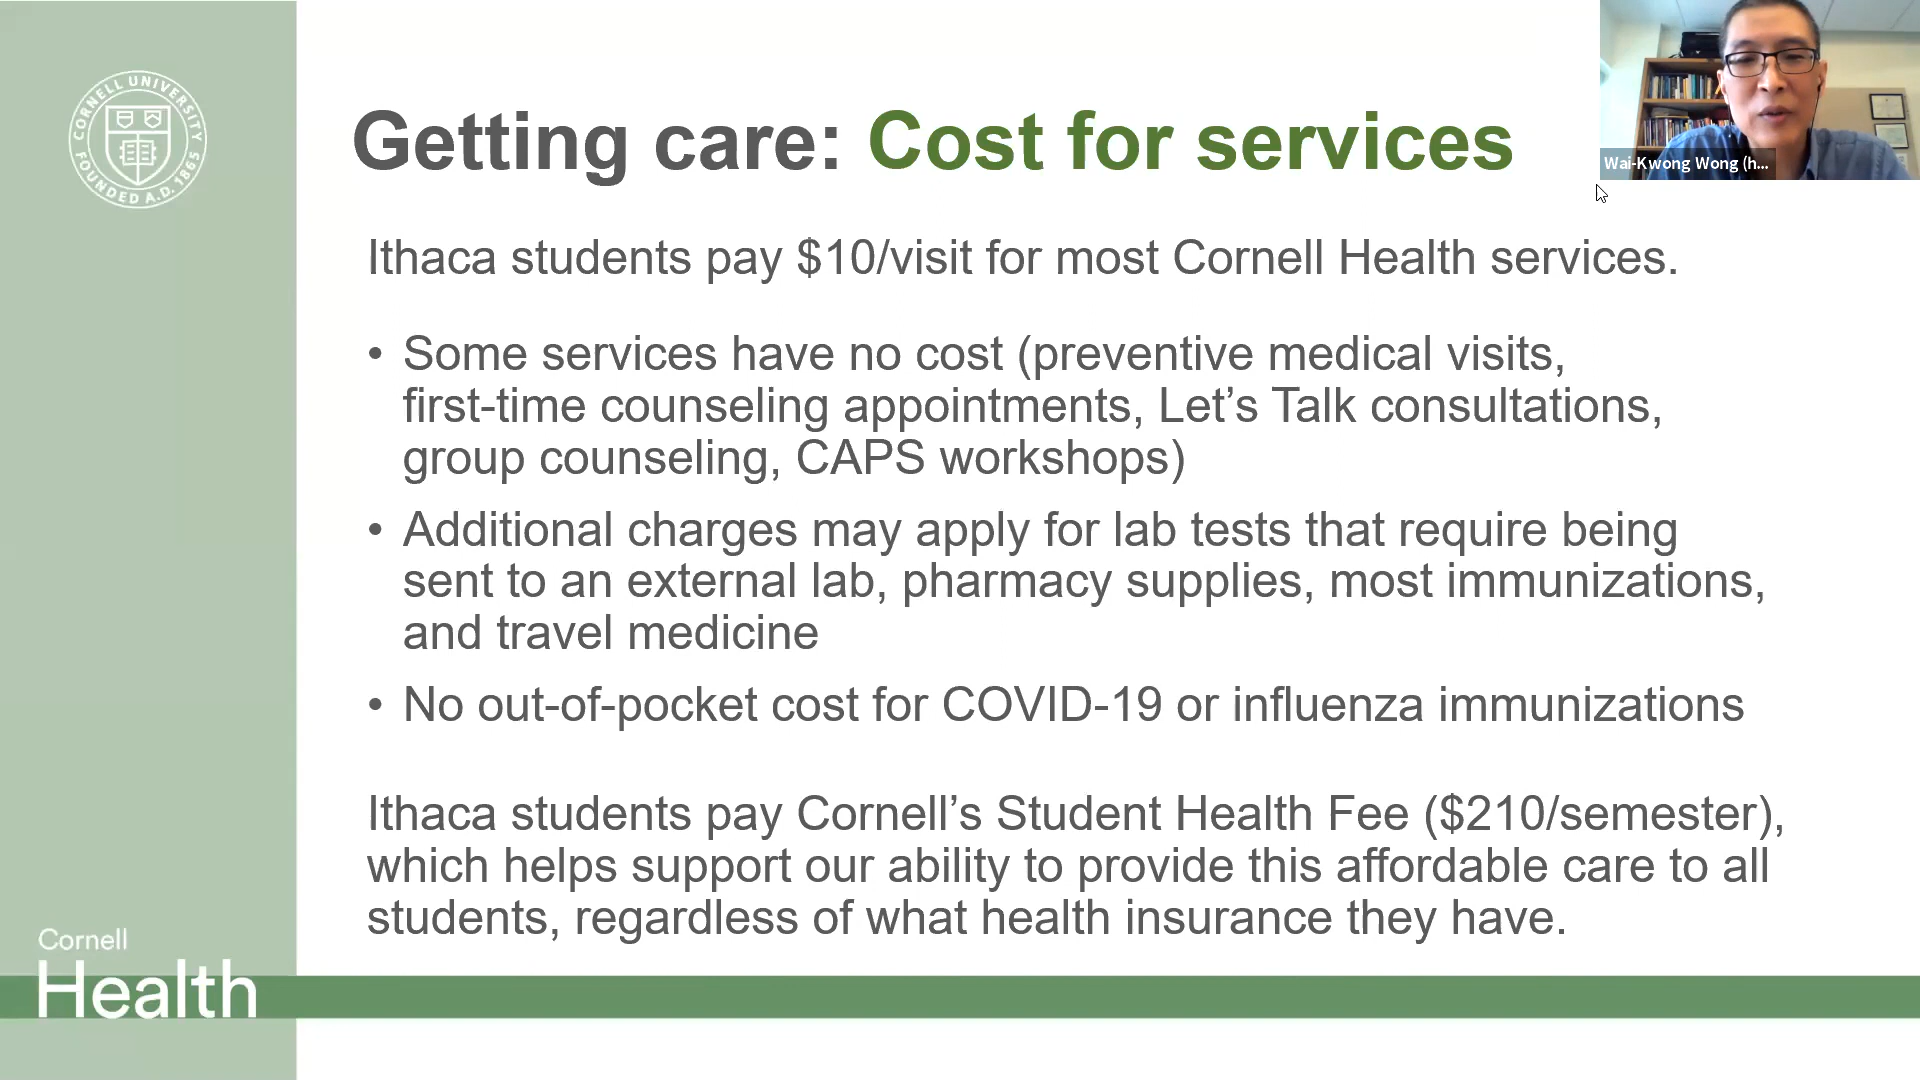 CORNELL UNIVERSITY
FOUNDED A.D. 1865
Getting care: Cost for services
Wai-Kwong Wong (h...
Ithaca students pay $10/visit for most Cornell Health services.
• Some services have no cost (preventive medical visits,
first-time counseling appointments, Let’s Talk consultations,
group counseling, CAPS workshops)
• Additional charges may apply for lab tests that require being
sent to an external lab, pharmacy supplies, most immunizations,
and travel medicine
• No out-of-pocket cost for COVID-19 or influenza immunizations
Ithaca students pay Cornell’s Student Health Fee ($210/semester),
which helps support our ability to provide this affordable care to all
students, regardless of what health insurance they have.
Cornell
Health